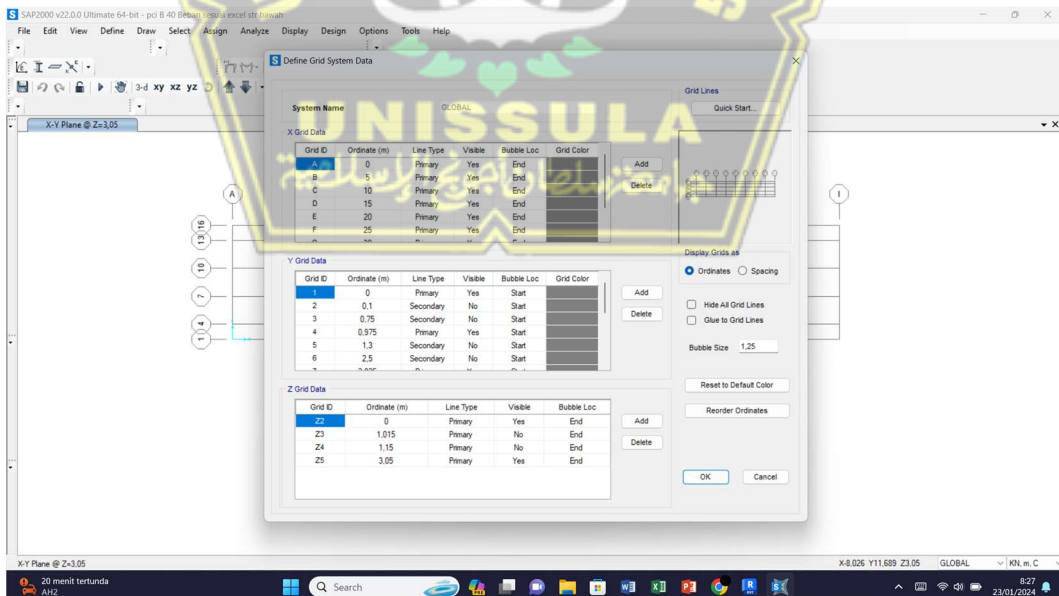 SAP2000 v22.0.0 Ultimate 64-bit - pci B 40 Beban sesuai excel str bawah
File Edit View Define Draw Select Assign Analyze Display Design Options Tools Help
3-d xy xz yz
X-Y Plane @ Z=3,05
A
I
16
13
10
7
4
1
Define Grid System Data
System Name GLOBAL
X Grid Data
Grid ID Ordinate (m) Line Type Visible Bubble Loc Grid Color
A 0 Primary Yes End
B 5 Primary Yes End
C 10 Primary Yes End
D 15 Primary Yes End
E 20 Primary Yes End
F 25 Primary Yes End
Add
Delete
Y Grid Data
Grid ID Ordinate (m) Line Type Visible Bubble Loc Grid Color
1 0 Primary Yes Start
2 0,1 Secondary No Start
3 0,75 Secondary No Start
4 0,975 Primary Yes Start
5 1,3 Secondary No Start
6 2,5 Secondary No Start
Add
Delete
Z Grid Data
Grid ID Ordinate (m) Line Type Visible Bubble Loc
Z2 0 Primary Yes End
Z3 1,015 Primary No End
Z4 1,15 Primary No End
Z5 3,05 Primary Yes End
Add
Delete
Grid Lines
Quick Start...
Display Grids as
Ordinates Spacing
Hide All Grid Lines
Glue to Grid Lines
Bubble Size 1,25
Reset to Default Color
Reorder Ordinates
OK Cancel
UNISSULA
جامعة سلطان أجونج الإسلامية
X-Y Plane @ Z=3,05
X-8,026 Y11,689 Z3,05 GLOBAL KN, m, C
20 menit tertunda
AH2
Search
8:27
23/01/2024